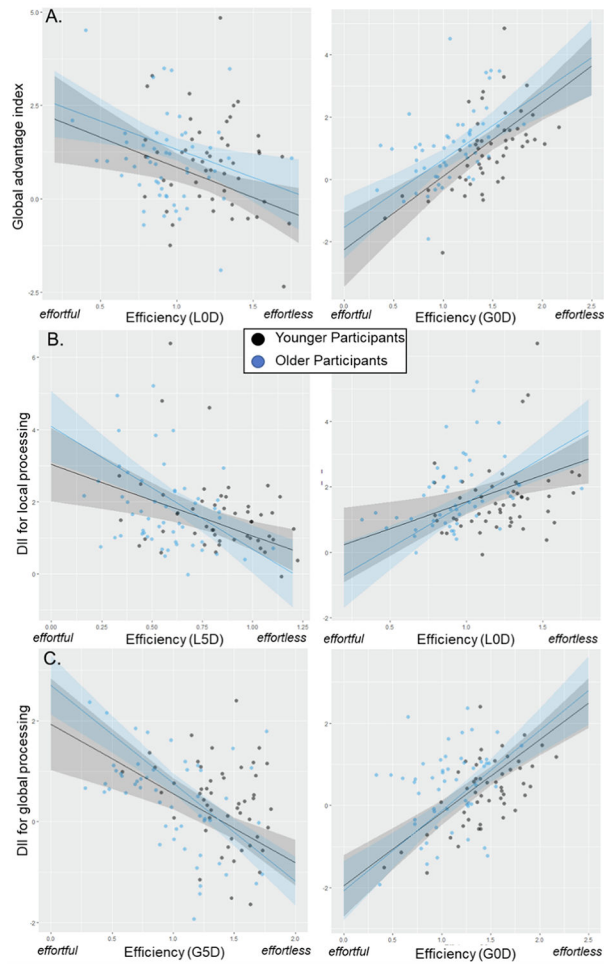 A.
Global advantage index
5.0
2.5
0.0
-2.5
0.5 1.0 1.5
effortful Efficiency (L0D) effortless
4
2
0
-2
0.0 0.5 1.0 1.5 2.0 2.5
effortful Efficiency (G0D) effortless
Younger Participants
Older Participants
B.
DII for local processing
6
4
2
0
0.00 0.25 0.50 0.75 1.00 1.25
effortful Efficiency (L5D) effortless
6
4
2
0
0.5 1.0 1.5
effortful Efficiency (L0D) effortless
C.
DII for global processing
2
0
-2
0.0 0.5 1.0 1.5 2.0
effortful Efficiency (G5D) effortless
2
0
-2
0.0 0.5 1.0 1.5 2.0 2.5
effortful (G0D) effortless